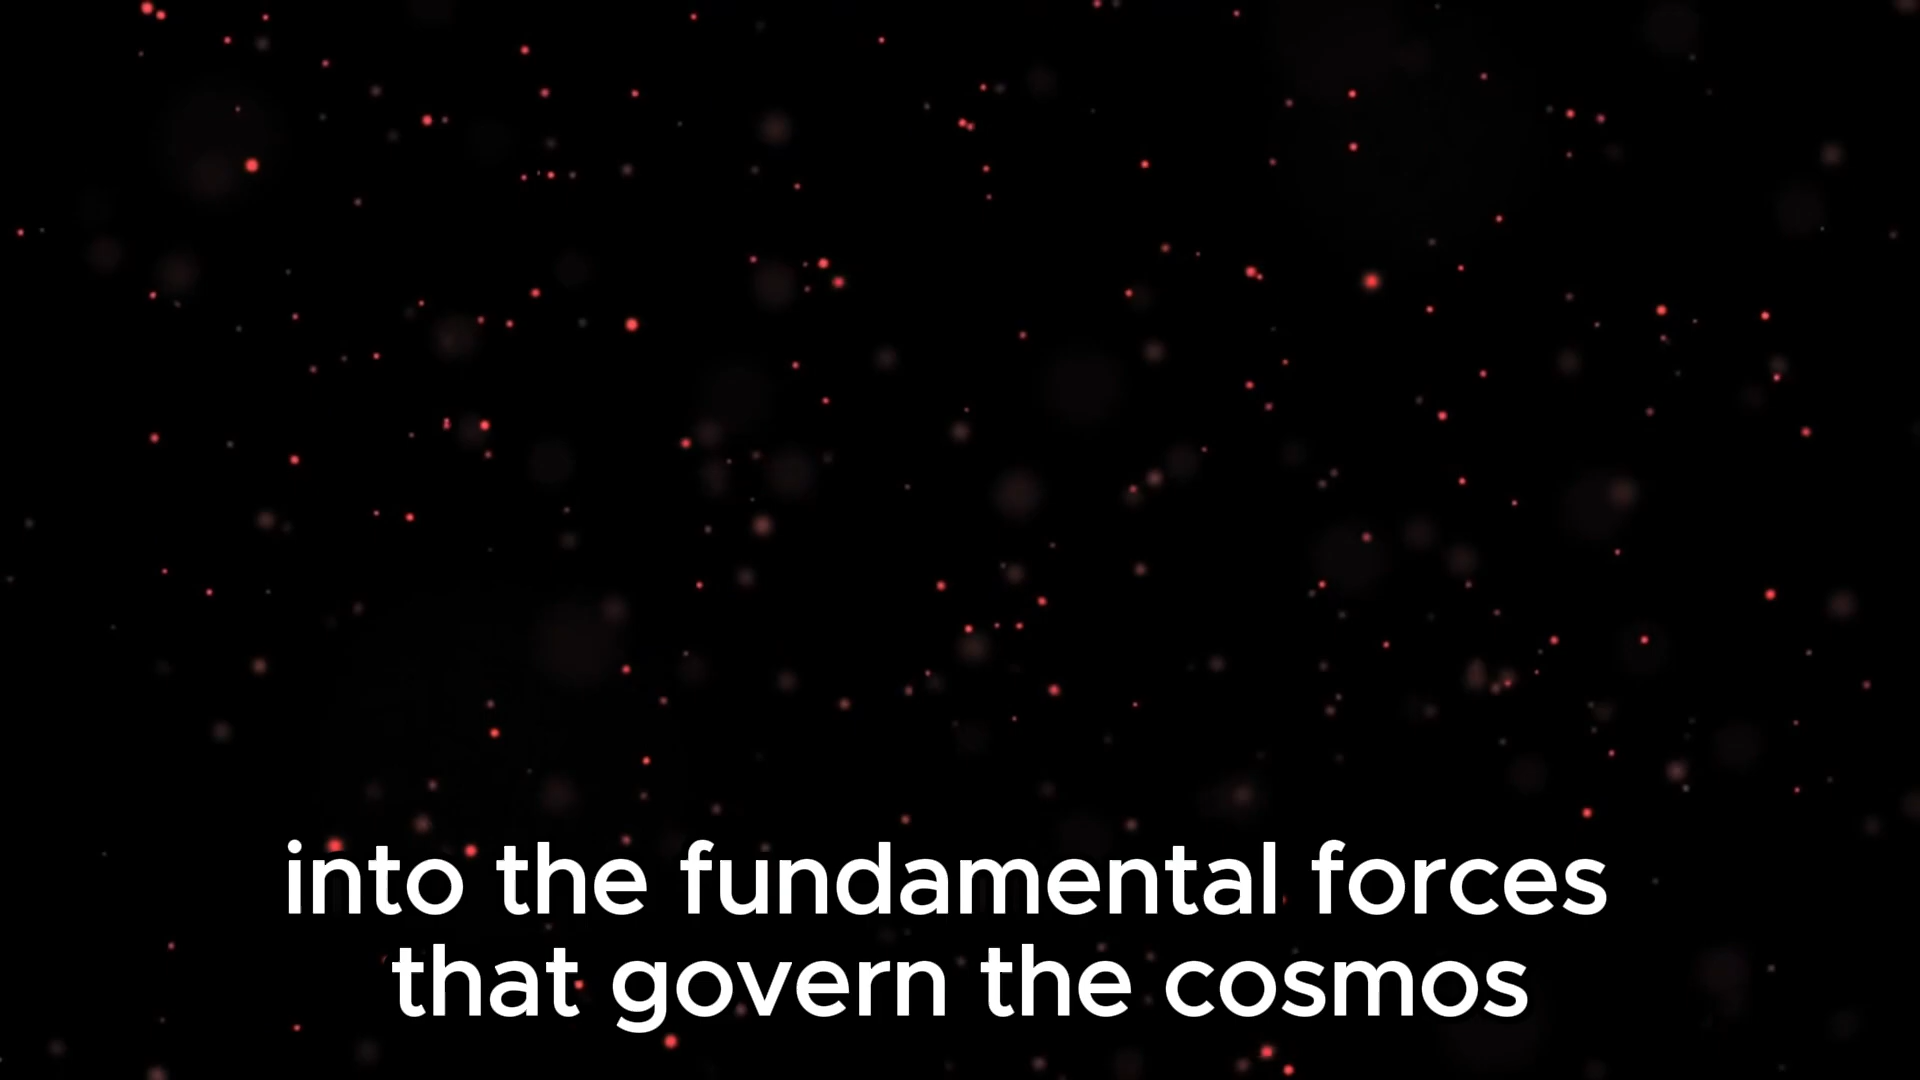 into the fundamental forces
that govern the cosmos